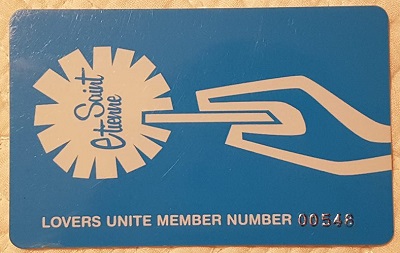 Saint
Etienne
LOVERS UNITE MEMBER NUMBER 00548